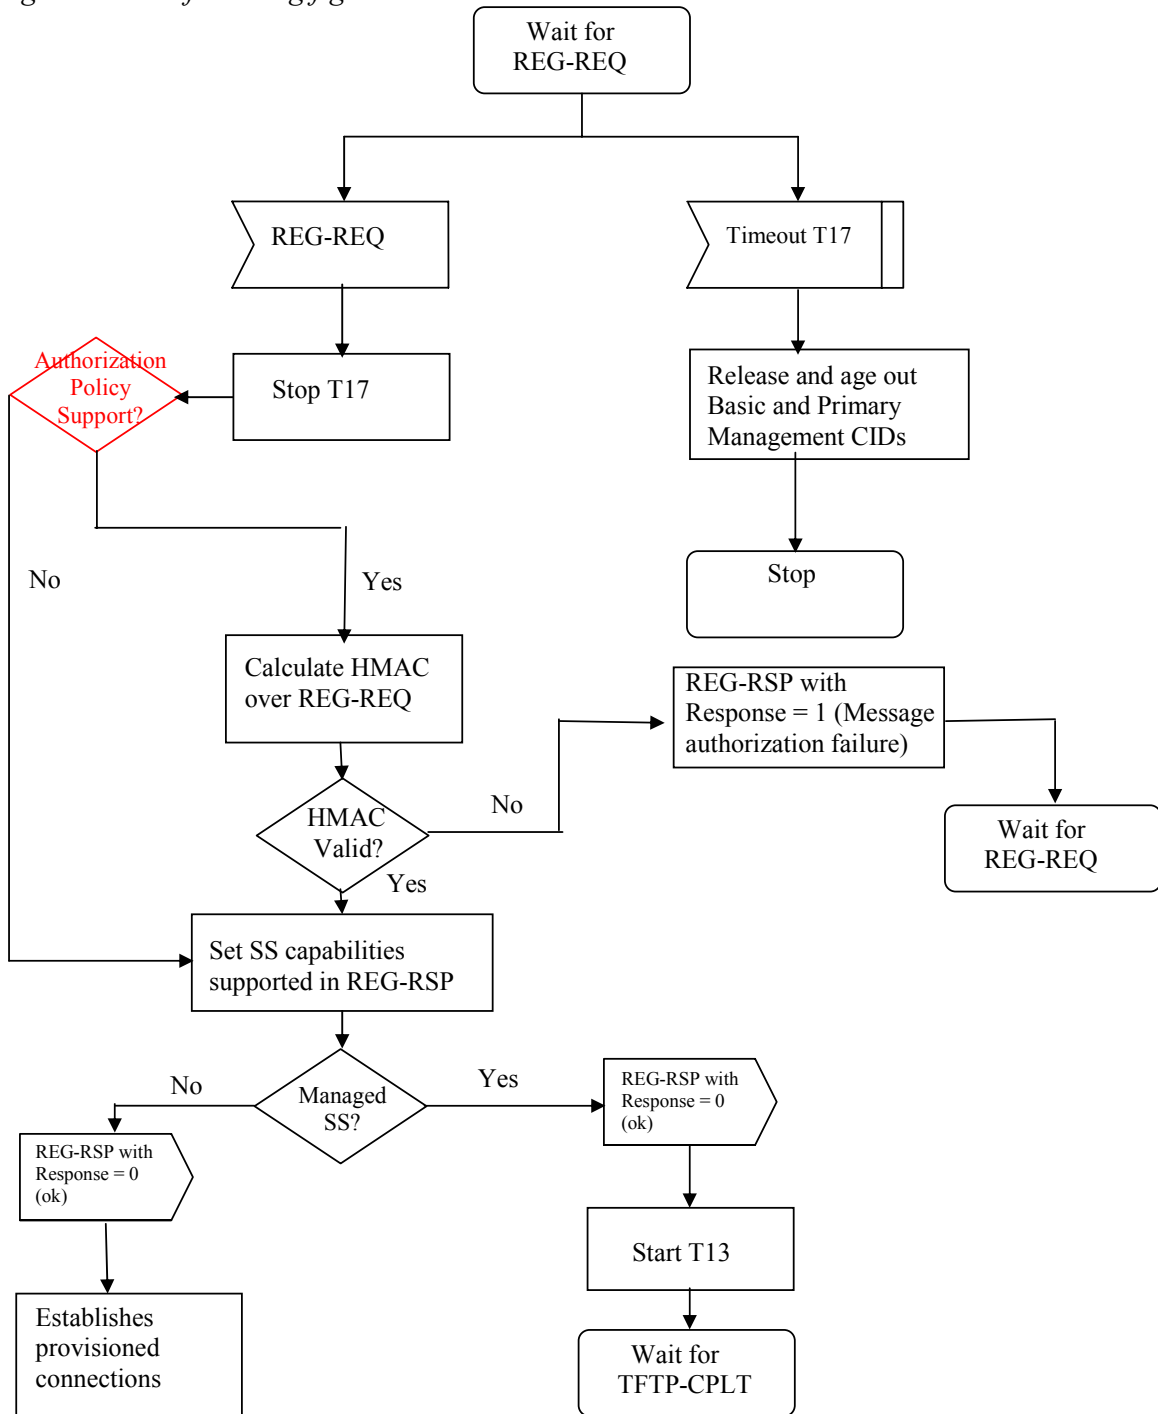 Wait for
REG-REQ
REG-REQ
Timeout T17
Authorization
Policy
Support?
Stop T17
Release and age out
Basic and Primary
Management CIDs
No
Yes
Stop
Calculate HMAC
over REG-REQ
REG-RSP with
Response = 1 (Message
authorization failure)
HMAC
Valid?
No
Wait for
REG-REQ
Yes
Set SS capabilities
supported in REG-RSP
No
Managed
SS?
Yes
REG-RSP with
Response = 0
(ok)
REG-RSP with
Response = 0
(ok)
Start T13
Establishes
provisioned
connections
Wait for
TFTP-CPLT